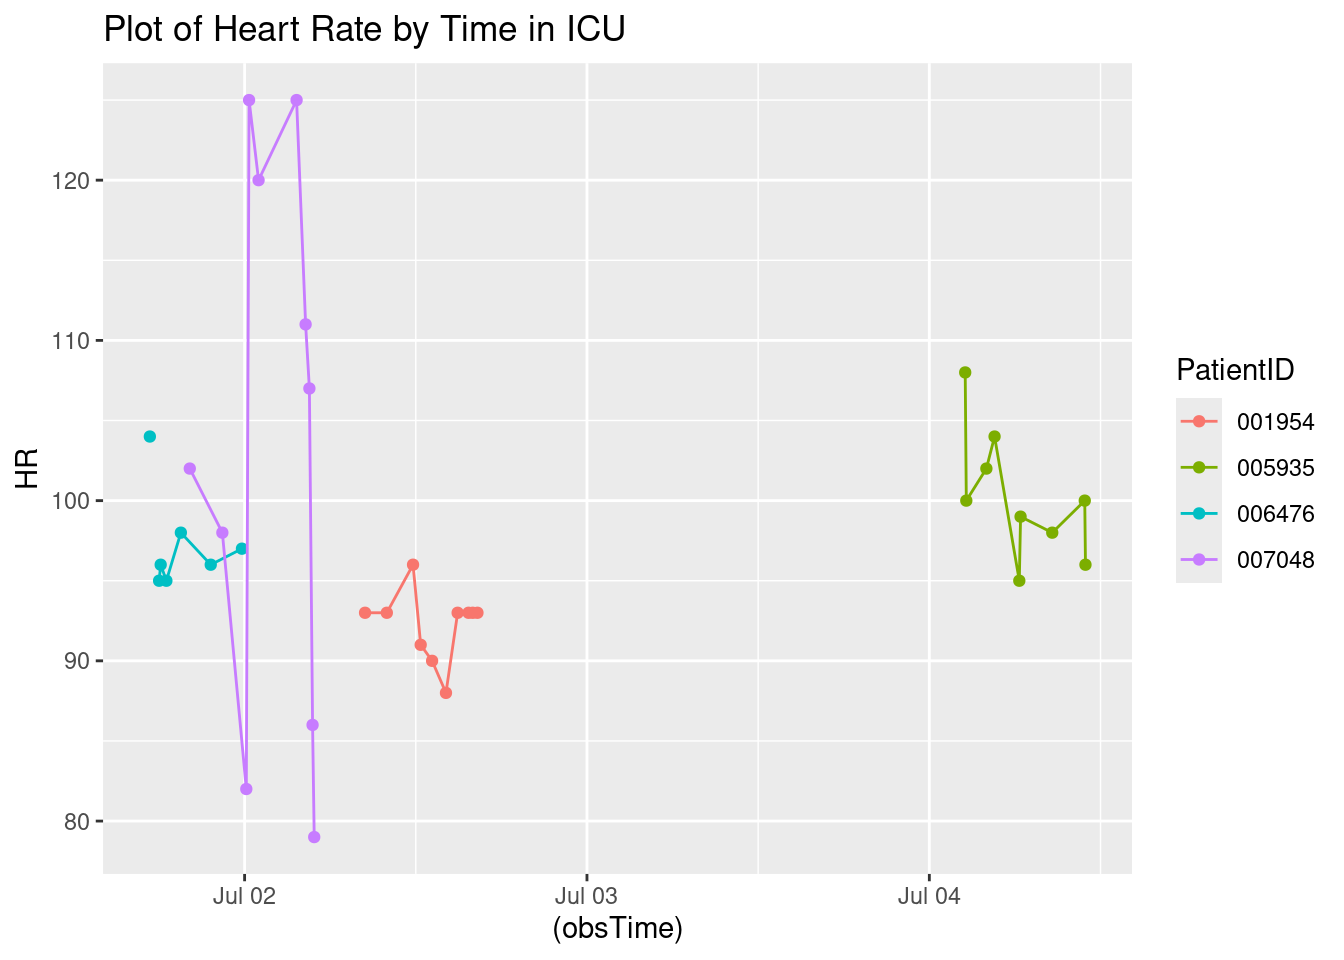 Plot of Heart Rate by Time in ICU
HR
120
110
100
90
80
Jul 02
Jul 03
Jul 04
(obsTime)
PatientID
001954
005935
006476
007048